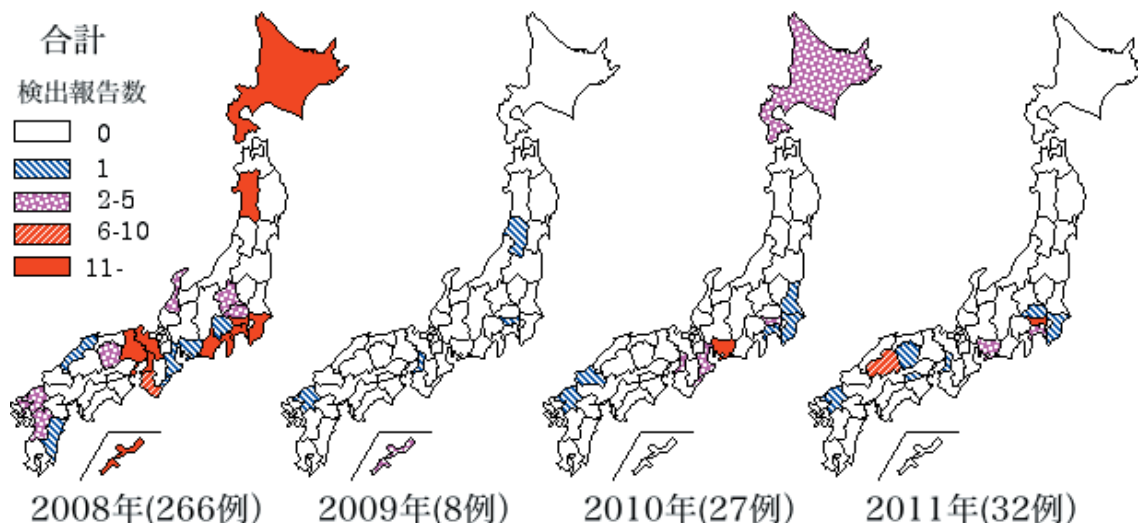 合計
検出報告数
0
1
2-5
6-10
11-
2008年(266例)
2009年(8例)
2010年(27例)
2011年(32例)